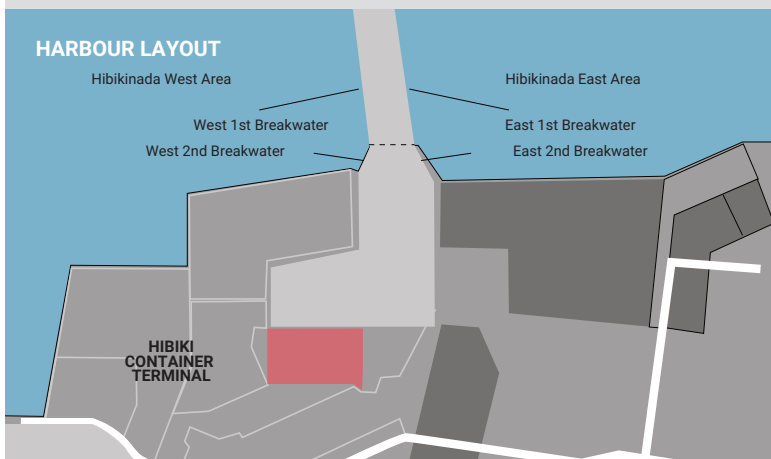 HARBOUR LAYOUT
Hibikinada West Area
Hibikinada East Area
West 1st Breakwater
East 1st Breakwater
West 2nd Breakwater
East 2nd Breakwater
HIBIKI
CONTAINER
TERMINAL